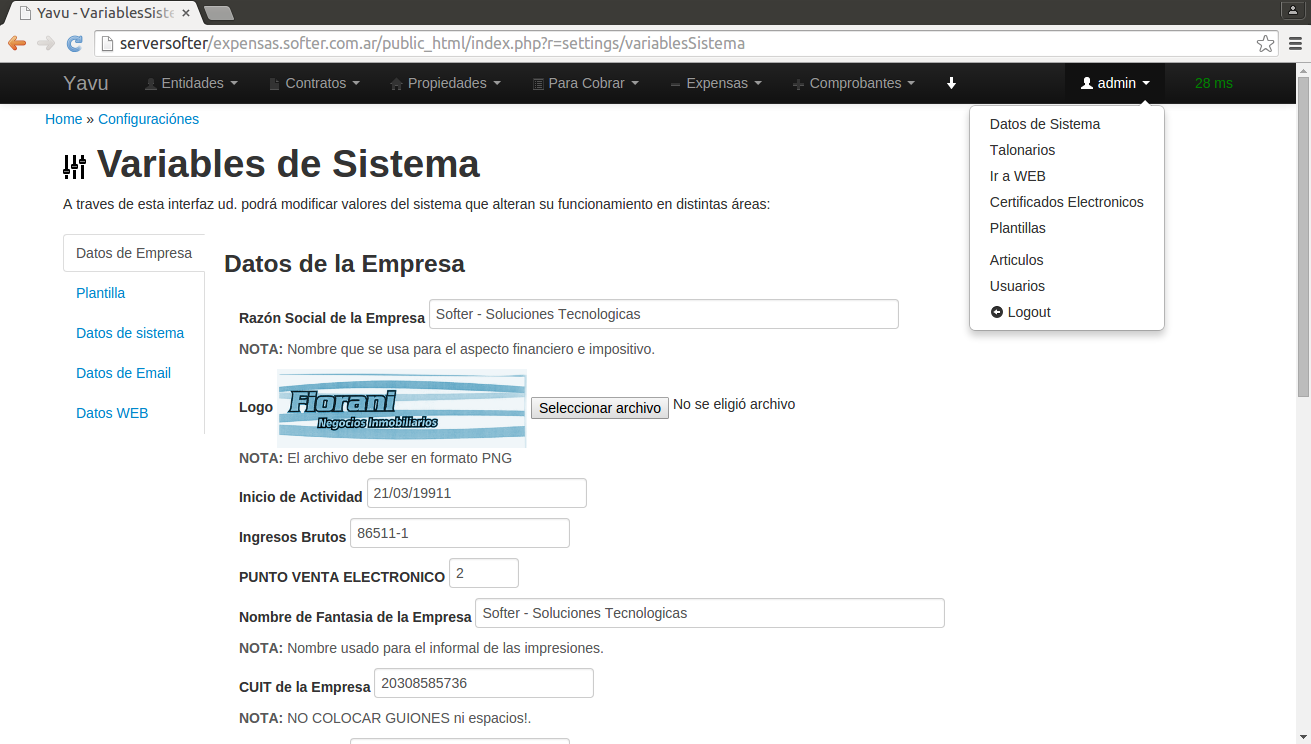 Yavu - VariablesSiste
serversofter/expensas.softer.com.ar/public_html/index.php?r=settings/variablesSistema
Yavu Entidades Contratos Propiedades Para Cobrar Expensas Comprobantes admin 28 ms
Home » Configuraciónes
Datos de Sistema
Talonarios
Ir a WEB
Certificados Electronicos
Plantillas
Articulos
Usuarios
Logout
Variables de Sistema
A traves de esta interfaz ud. podrá modificar valores del sistema que alteran su funcionamiento en distintas áreas:
Datos de Empresa
Plantilla
Datos de sistema
Datos de Email
Datos WEB
Datos de la Empresa
Razón Social de la Empresa Softer - Soluciones Tecnologicas
NOTA: Nombre que se usa para el aspecto financiero e impositivo.
Logo Fiorani
Negocios Inmobiliarios
Seleccionar archivo No se eligió archivo
NOTA: El archivo debe ser en formato PNG
Inicio de Actividad 21/03/19911
Ingresos Brutos 86511-1
PUNTO VENTA ELECTRONICO 2
Nombre de Fantasia de la Empresa Softer - Soluciones Tecnologicas
NOTA: Nombre usado para el informal de las impresiones.
CUIT de la Empresa 20308585736
NOTA: NO COLOCAR GUIONES ni espacios!.